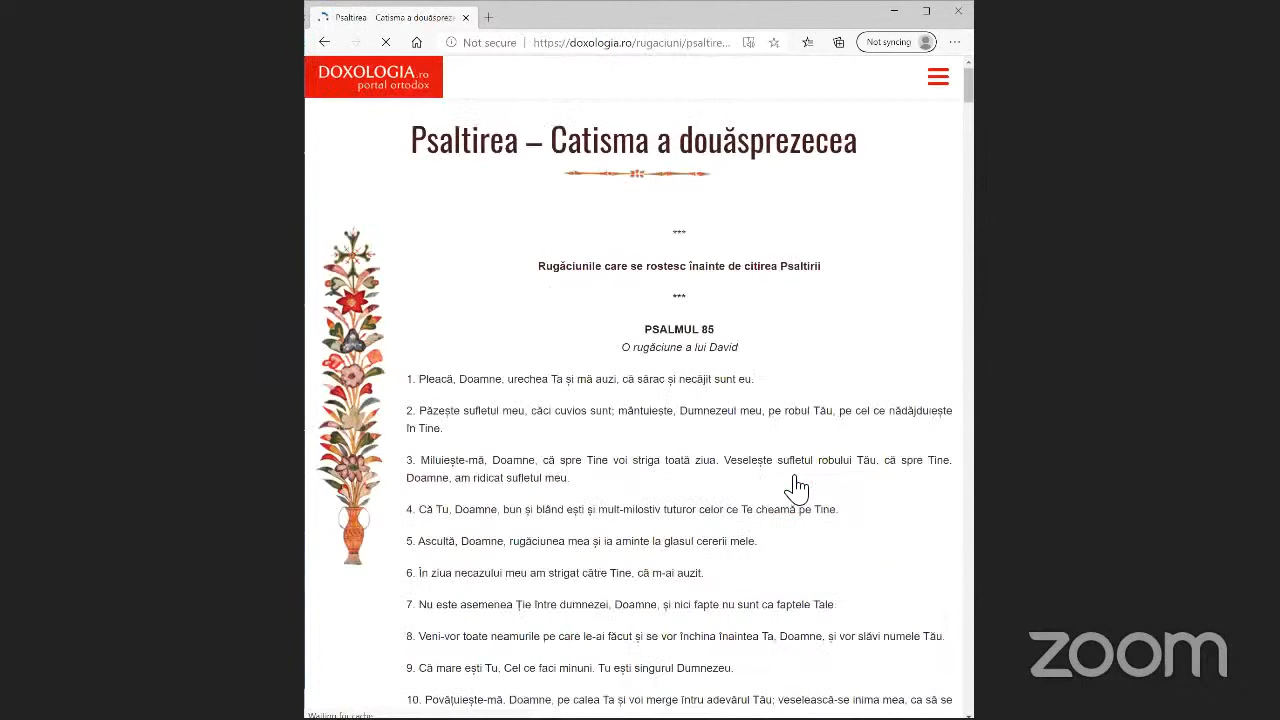 Psaltirea – Catisma a douăsprez
Not secure
https://doxologia.ro/rugaciuni/psaltire...
Not syncing
DOXOLOGIA.ro
portal ortodox
Psaltirea – Catisma a douăsprezecea
***
Rugăciunile care se rostesc înainte de citirea Psaltirii
***
PSALMUL 85
O rugăciune a lui David
1. Pleacă, Doamne, urechea Ta și mă auzi, că sărac și necăjit sunt eu.
2. Păzește sufletul meu, căci cuvios sunt; mântuiește, Dumnezeul meu, pe robul Tău, pe cel ce nădăjduiește
în Tine.
3. Miluiește-mă, Doamne, că spre Tine voi striga toată ziua. Veselește sufletul robului Tău. că spre Tine.
Doamne, am ridicat sufletul meu.
4. Că Tu, Doamne, bun și blând ești și mult-milostiv tuturor celor ce Te cheamă pe Tine.
5. Ascultă, Doamne, rugăciunea mea și ia aminte la glasul cererii mele.
6. În ziua necazului meu am strigat către Tine, că m-ai auzit.
7. Nu este asemenea Ție între dumnezei, Doamne, și nici fapte nu sunt ca faptele Tale.
8. Veni-vor toate neamurile pe care le-ai făcut și se vor închina înaintea Ta, Doamne, și vor slăvi numele Tău.
9. Că mare ești Tu, Cel ce faci minuni. Tu ești singurul Dumnezeu.
10. Povățuiește-mă. Doamne, pe calea Ta și voi merge întru adevărul Tău; veselească-se inima mea, ca să se
Waiting for cache...
zoom